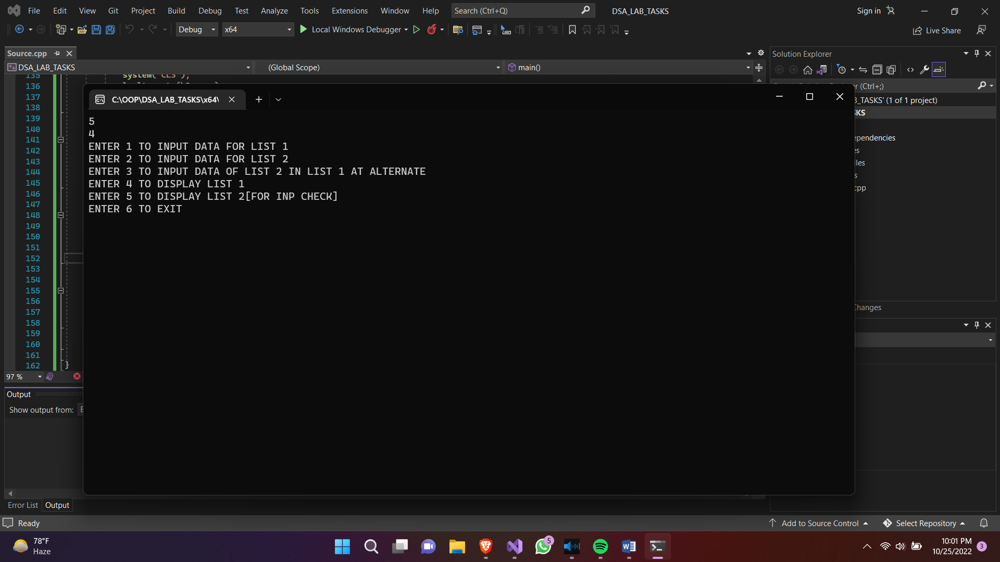 File Edit View Git Project Build Debug Test Analyze Tools Extensions Window Help Search (Ctrl+Q) DSA_LAB_TASKS Sign in
Debug x64 Local Windows Debugger Live Share
Source.cpp
DSA_LAB_TASKS (Global Scope) main()
Solution Explorer
(Ctrl+;)
(1 of 1 project)
135
136
137
138
139
140
141
142
143
144
145
146
147
148
149
150
151
152
153
154
155
156
157
158
159
160
161
162 }
C:\OOP\DSA_LAB_TASKS\x64\
5
4
ENTER 1 TO INPUT DATA FOR LIST 1
ENTER 2 TO INPUT DATA FOR LIST 2
ENTER 3 TO INPUT DATA OF LIST 2 IN LIST 1 AT ALTERNATE
ENTER 4 TO DISPLAY LIST 1
ENTER 5 TO DISPLAY LIST 2[FOR INP CHECK]
ENTER 6 TO EXIT
97 %
Output
Show output from:
Error List Output
Ready Add to Source Control Select Repository
78°F
Haze
5
10:01 PM
10/25/2022
3